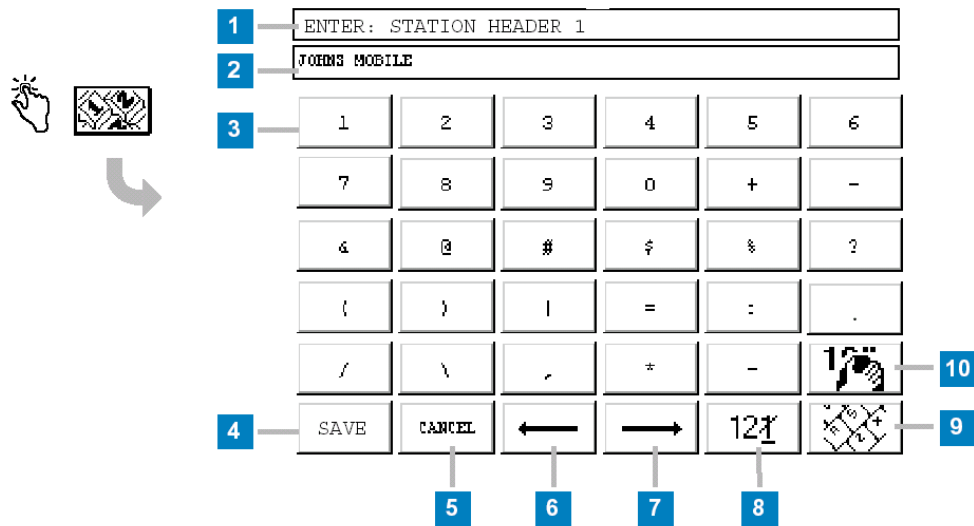 1 ENTER: STATION HEADER 1
2 JOHNS MOBILE
3 1 2 3 4 5 6
7 8 9 0 + -
& @ # $ % ?
( ) | = : .
/ \ , * -
10
4 SAVE CANCEL 121 9
5 6 7 8